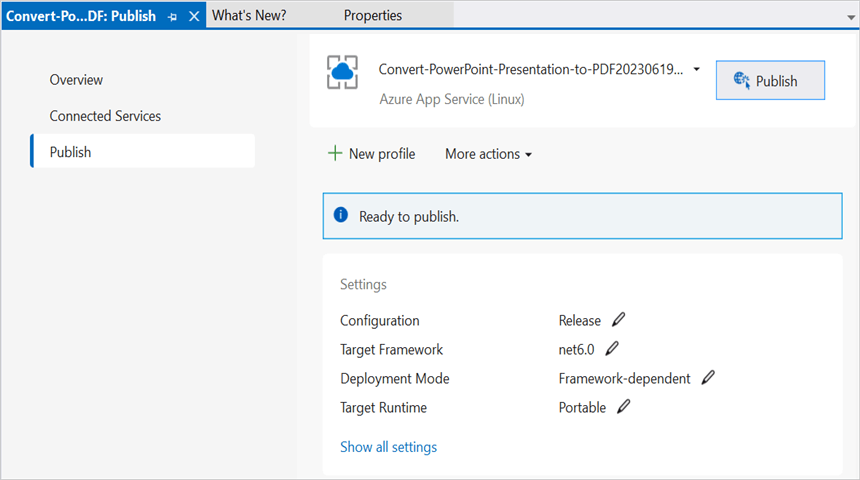 Convert-Po...DF: Publish
What's New?
Properties
Overview
Connected Services
Publish
Convert-PowerPoint-Presentation-to-PDF20230619...
Azure App Service (Linux)
Publish
New profile
More actions
Ready to publish.
Settings
Configuration Release
Target Framework net6.0
Deployment Mode Framework-dependent
Target Runtime Portable
Show all settings